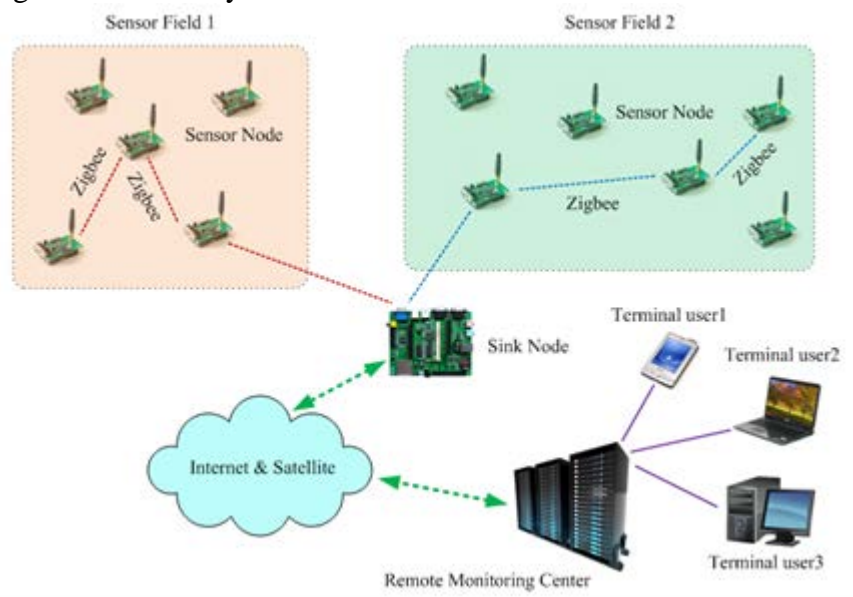 Sensor Field 1
Sensor Field 2
Sensor Node
Zigbee
Zigbee
Sensor Node
Zigbee
Zigbee
Sink Node
Terminal user1
Terminal user2
Internet & Satellite
Terminal user3
Remote Monitoring Center